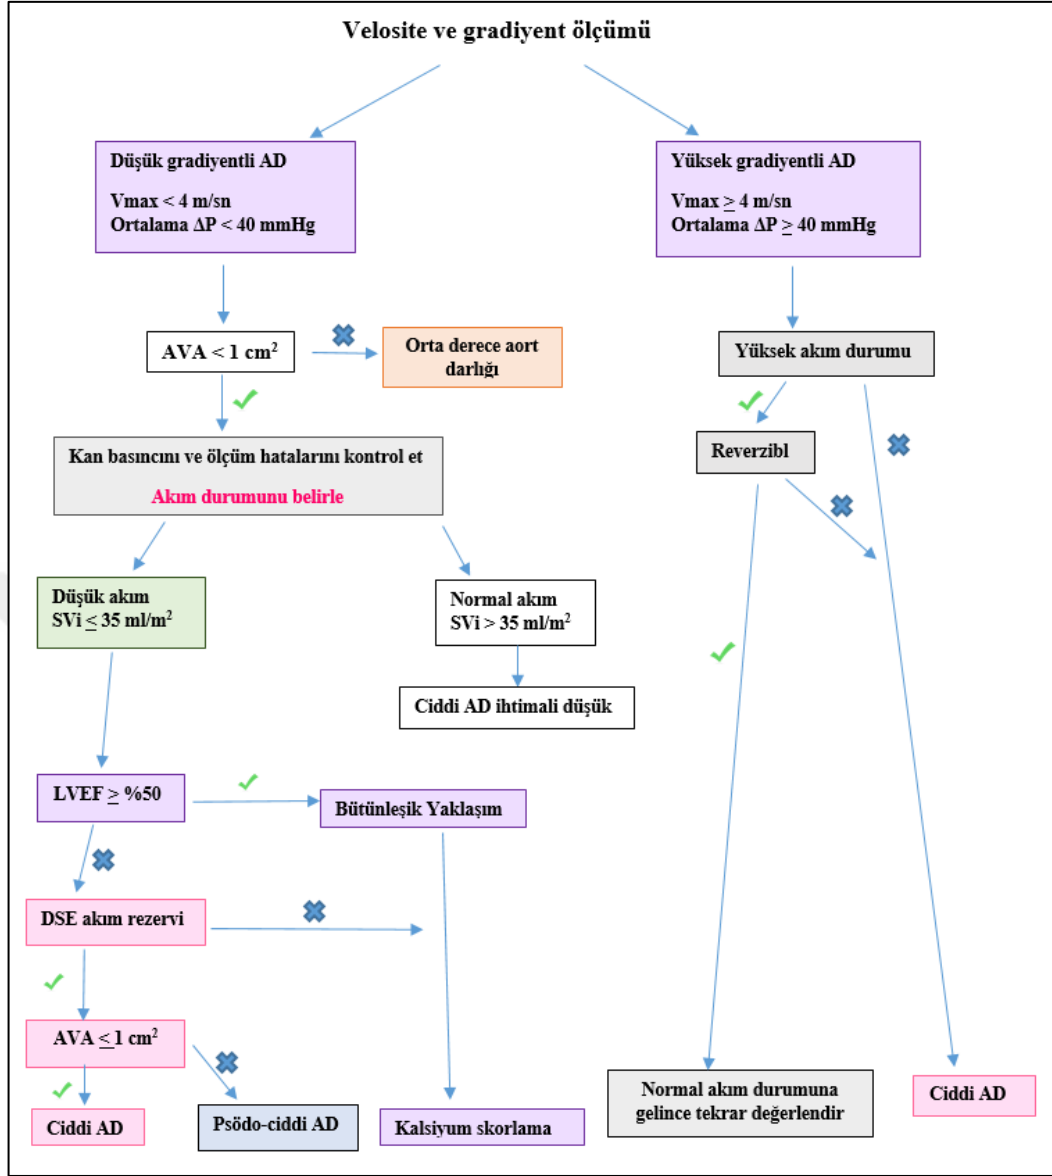 Velosite ve gradiyent ölçümü
Düşük gradiyentli AD
Vmax < 4 m/sn
Ortalama ΔP < 40 mmHg
Yüksek gradiyentli AD
Vmax ≥ 4 m/sn
Ortalama ΔP ≥ 40 mmHg
AVA < 1 cm²
Orta derece aort
darlığı
Yüksek akım durumu
Kan basıncını ve ölçüm hatalarını kontrol et
Akım durumunu belirle
Reverzibl
Düşük akım
SVi ≤ 35 ml/m²
Normal akım
SVi > 35 ml/m²
Ciddi AD ihtimali düşük
LVEF ≥ %50
Bütünleşik Yaklaşım
DSE akım rezervi
AVA ≤ 1 cm²
Ciddi AD
Psödo-ciddi AD
Kalsiyum skorlama
Normal akım durumuna
gelince tekrar değerlendir
Ciddi AD